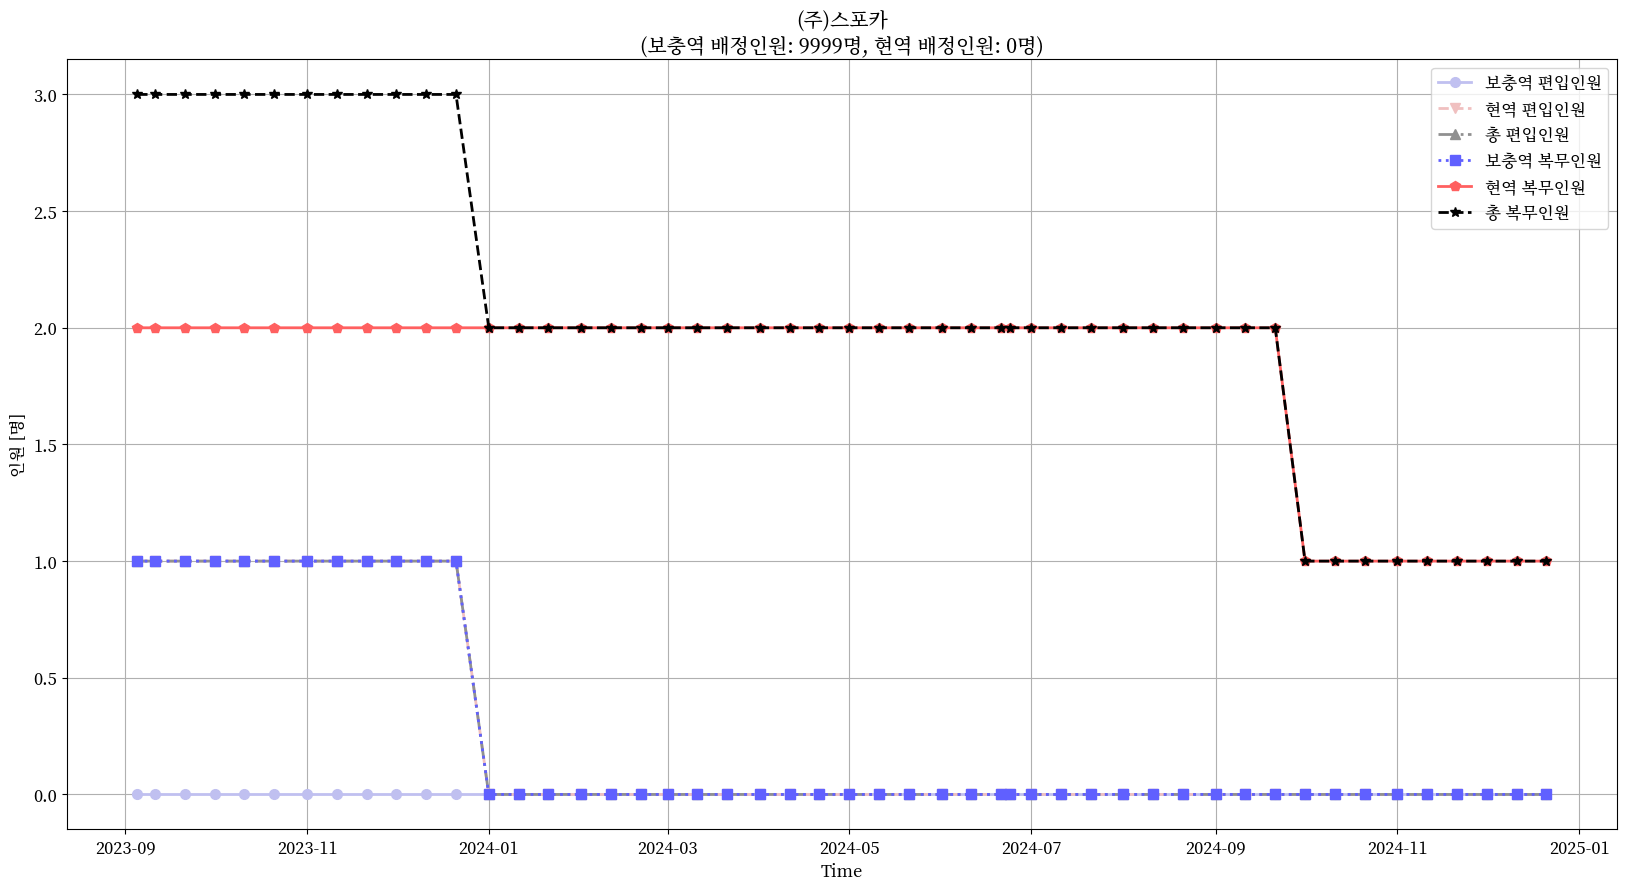 (주)스포카
(보충역 배정인원: 9999명, 현역 배정인원: 0명)
보충역 편입인원
현역 편입인원
총 편입인원
보충역 복무인원
현역 복무인원
총 복무인원
3.0
2.5
2.0
1.5
1.0
0.5
0.0
인원 [명]
2023-09
2023-11
2024-01
2024-03
2024-05
2024-07
2024-09
2024-11
2025-01
Time